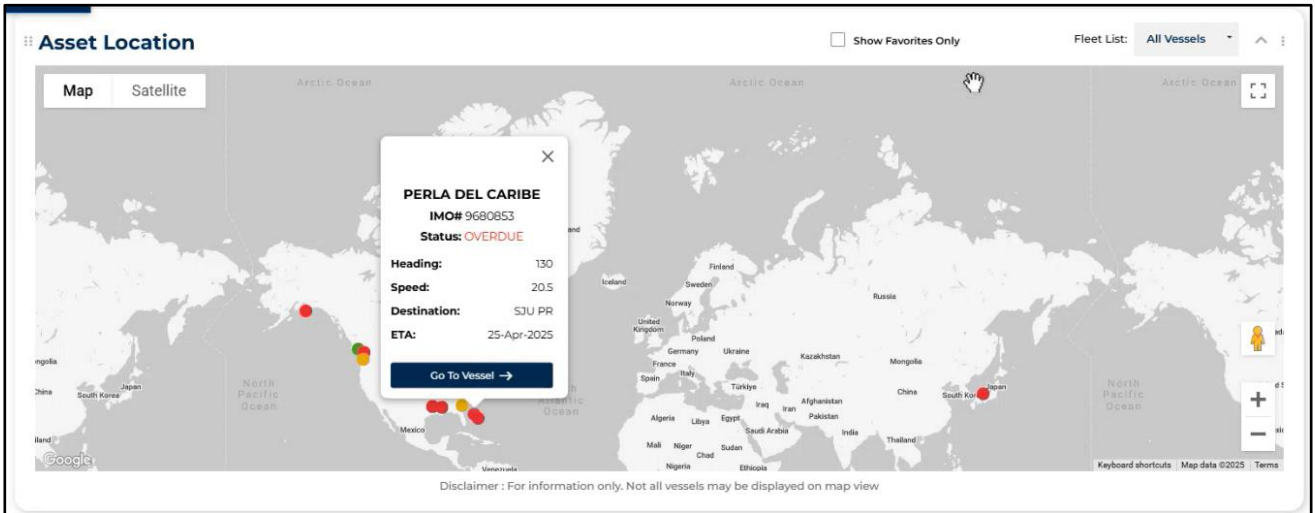 Asset Location
Show Favorites Only
Fleet List: All Vessels
Map Satellite
Arctic Ocean
Arctic Ocean
Arctic Ocean
PERLA DEL CARIBE
IMO# 9680853
Status: OVERDUE
Heading: 130
Speed: 20.5
Destination: SJU PR
ETA: 25-Apr-2025
Go To Vessel →
Iceland
Finland
Sweden
Norway
Russia
United
Kingdom
Poland
Germany
Ukraine
Kazakhstan
Mongolia
France
Italy
Spain
Türkiye
China
Japan
South Korea
North
Pacific
Ocean
Ocean
Mexico
Venezuela
Algeria
Libya
Egypt
Iraq
Iran
Afghanistan
Pakistan
Saudi Arabia
India
Thailand
Mali
Niger
Chad
Sudan
Nigeria
Ethiopia
China
Japan
North
Pacific
Ocean
Google
Keyboard shortcuts Map data ©2025 Terms
Disclaimer : For information only. Not all vessels may be displayed on map view